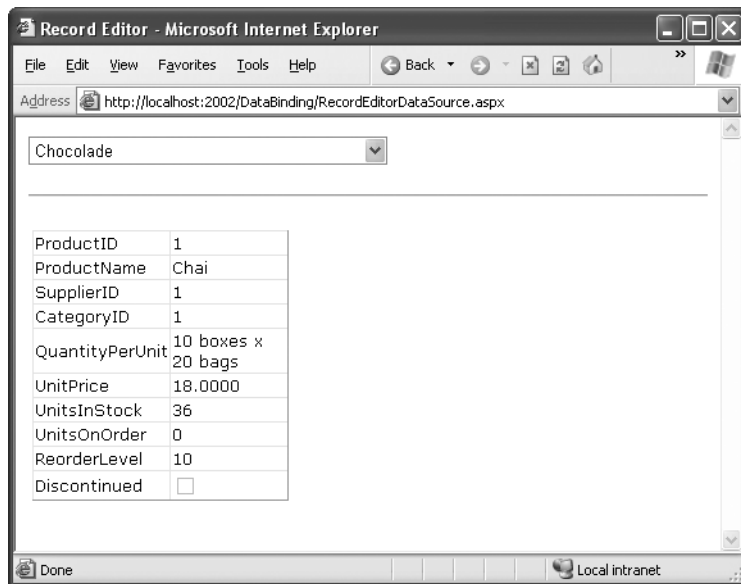 Record Editor - Microsoft Internet Explorer
File Edit View Favorites Tools Help Back »
Address http://localhost:2002/DataBinding/RecordEditorDataSource.aspx
Chocolade
ProductID 1
ProductName Chai
SupplierID 1
CategoryID 1
QuantityPerUnit 10 boxes x
20 bags
UnitPrice 18.0000
UnitsInStock 36
UnitsOnOrder 0
ReorderLevel 10
Discontinued
Done Local intranet